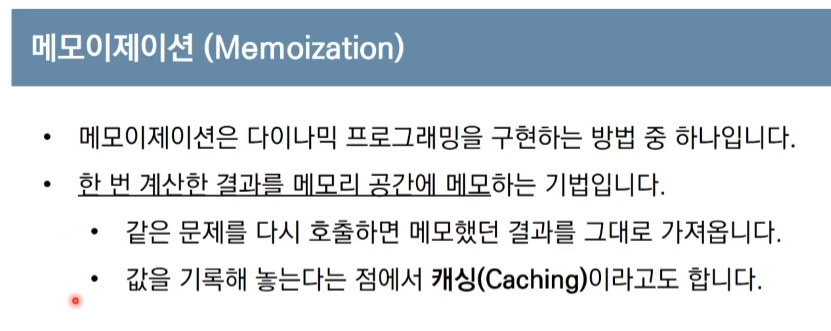 메모이제이션 (Memoization)
• 메모이제이션은 다이나믹 프로그래밍을 구현하는 방법 중 하나입니다.
• 한 번 계산한 결과를 메모리 공간에 메모하는 기법입니다.
• 같은 문제를 다시 호출하면 메모했던 결과를 그대로 가져옵니다.
• 값을 기록해 놓는다는 점에서 캐싱(Caching)이라고도 합니다.